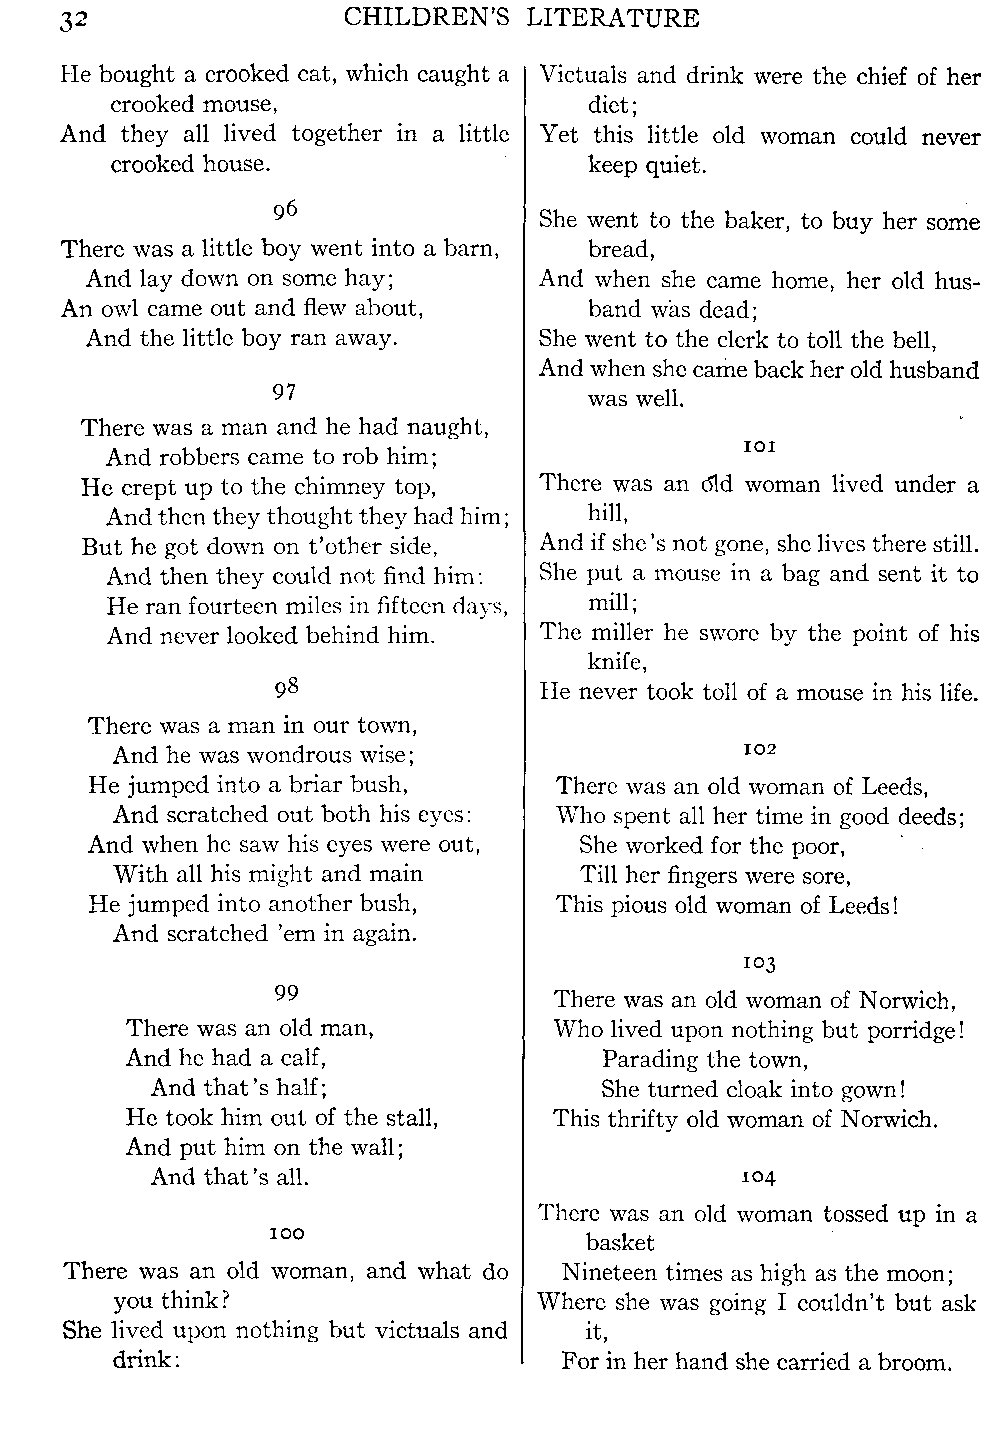 32 CHILDREN'S LITERATURE
He bought a crooked cat, which caught a
crooked mouse,
And they all lived together in a little
crooked house.
96
There was a little boy went into a barn,
And lay down on some hay;
An owl came out and flew about,
And the little boy ran away.
97
There was a man and he had naught,
And robbers came to rob him;
He crept up to the chimney top,
And then they thought they had him;
But he got down on t'other side,
And then they could not find him:
He ran fourteen miles in fifteen days,
And never looked behind him.
98
There was a man in our town,
And he was wondrous wise;
He jumped into a briar bush,
And scratched out both his eyes:
And when he saw his eyes were out,
With all his might and main
He jumped into another bush,
And scratched 'em in again.
99
There was an old man,
And he had a calf,
And that's half;
He took him out of the stall,
And put him on the wall;
And that's all.
100
There was an old woman, and what do
you think?
She lived upon nothing but victuals and
drink:
Victuals and drink were the chief of her
diet;
Yet this little old woman could never
keep quiet.
She went to the baker, to buy her some
bread,
And when she came home, her old hus-
band was dead;
She went to the clerk to toll the bell,
And when she came back her old husband
was well.
101
There was an old woman lived under a
hill,
And if she's not gone, she lives there still.
She put a mouse in a bag and sent it to
mill;
The miller he swore by the point of his
knife,
He never took toll of a mouse in his life.
102
There was an old woman of Leeds,
Who spent all her time in good deeds;
She worked for the poor,
Till her fingers were sore,
This pious old woman of Leeds!
103
There was an old woman of Norwich,
Who lived upon nothing but porridge!
Parading the town,
She turned cloak into gown!
This thrifty old woman of Norwich.
104
There was an old woman tossed up in a
basket
Nineteen times as high as the moon;
Where she was going I couldn't but ask
it,
For in her hand she carried a broom.